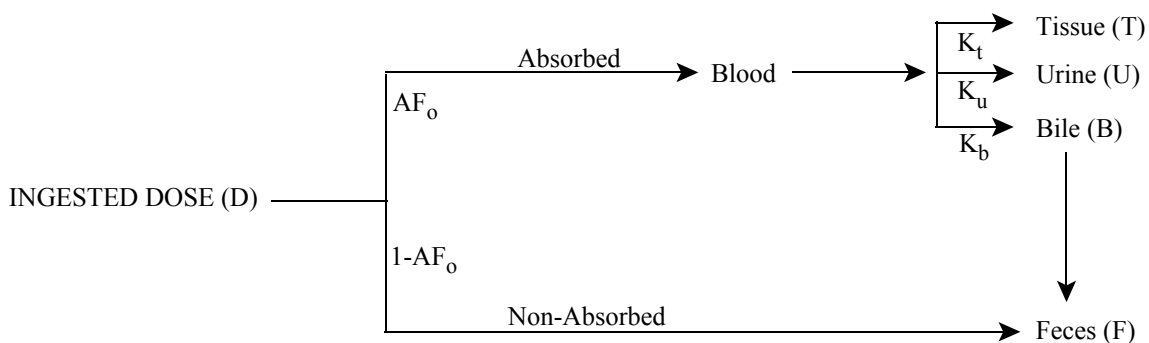 Tissue (T)
Absorbed
Blood
K_t
Urine (U)
AF_o
K_u
Bile (B)
K_b
INGESTED DOSE (D)
1-AF_o
Non-Absorbed
Feces (F)